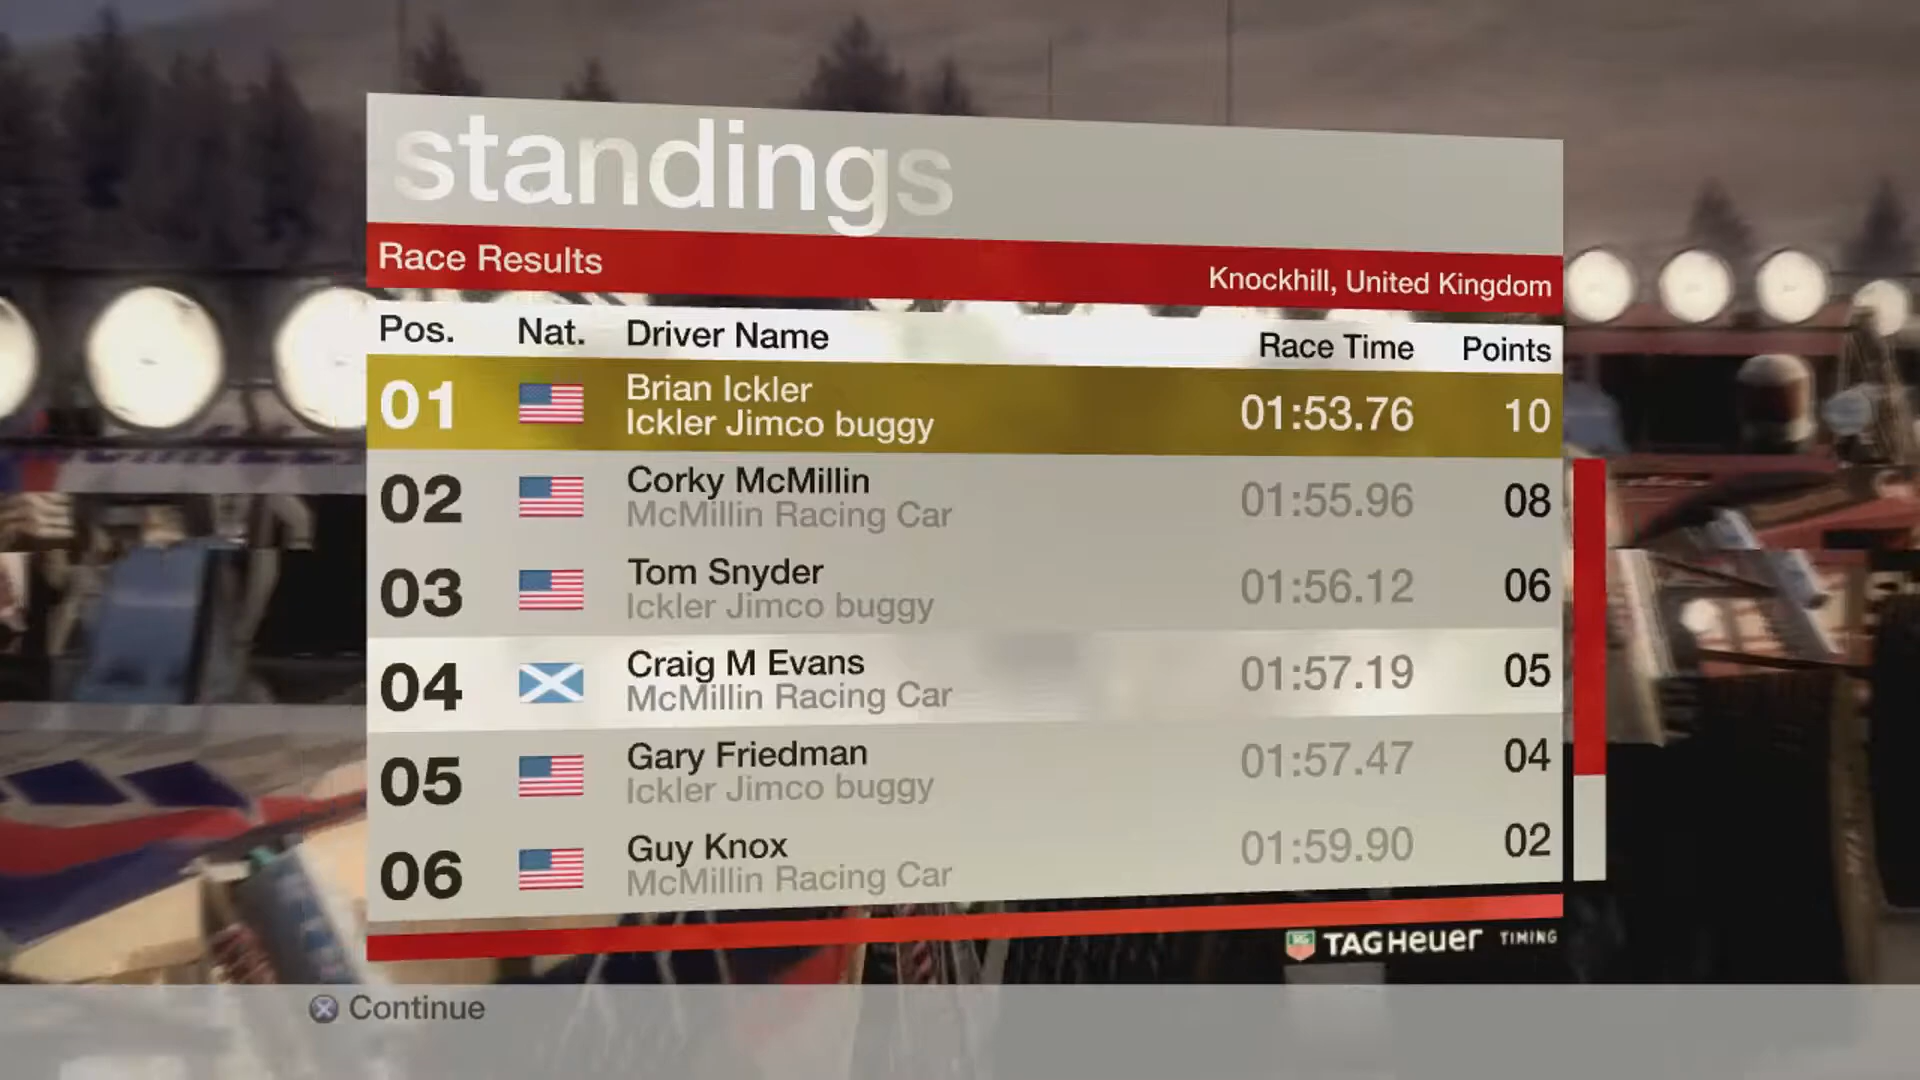 standings
Race Results
Knockhill, United Kingdom
Pos. Nat. Driver Name Race Time Points
01 Brian Ickler 01:53.76 10
Ickler Jimco buggy
02 Corky McMillin 01:55.96 08
McMillin Racing Car
03 Tom Snyder 01:56.12 06
Ickler Jimco buggy
04 Craig M Evans 01:57.19 05
McMillin Racing Car
05 Gary Friedman 01:57.47 04
Ickler Jimco buggy
06 Guy Knox 01:59.90 02
McMillin Racing Car
TAGHeuer TIMING
Continue